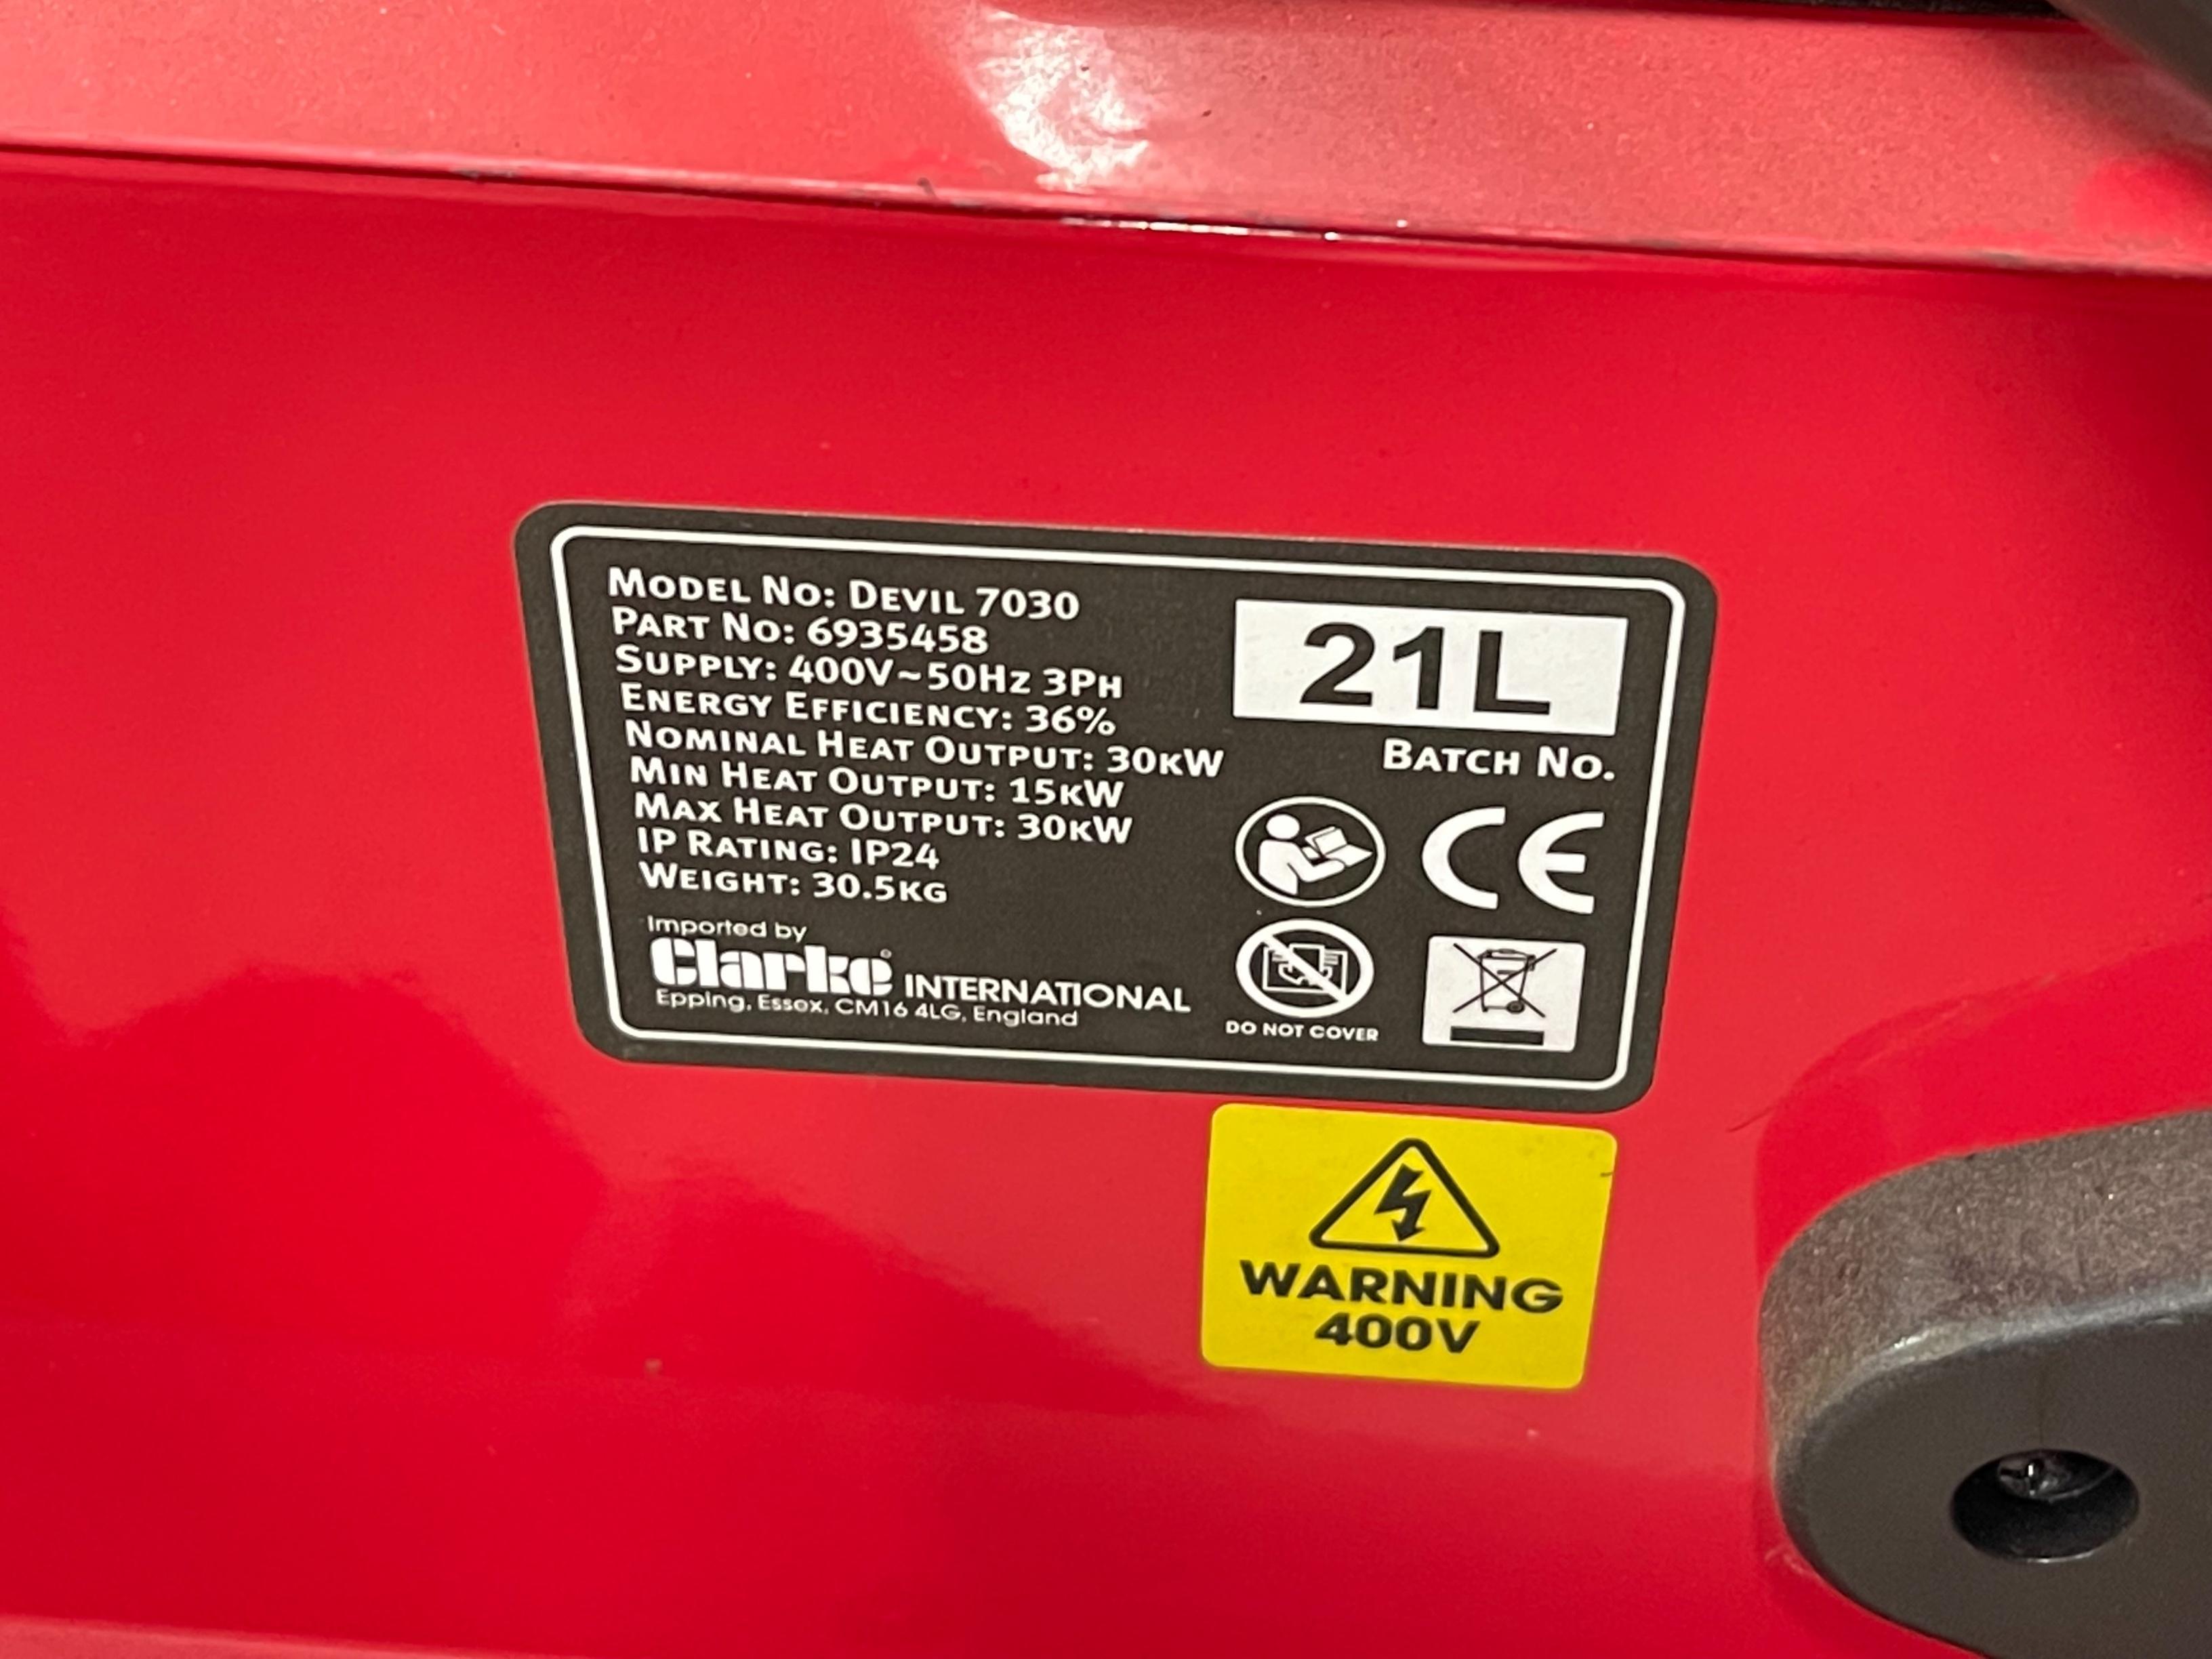 MODEL NO: DEVIL 7030
PART NO: 6935458
SUPPLY: 400V~50HZ 3PH
ENERGY EFFICIENCY: 36%
NOMINAL HEAT OUTPUT: 30KW
MIN HEAT OUTPUT: 15KW
MAX HEAT OUTPUT: 30KW
IP RATING: IP24
WEIGHT: 30.5KG
Imported by
Clarke® INTERNATIONAL
Epping, Essex, CM16 4LG, England
21L
BATCH NO.
CE
DO NOT COVER
WARNING
400V